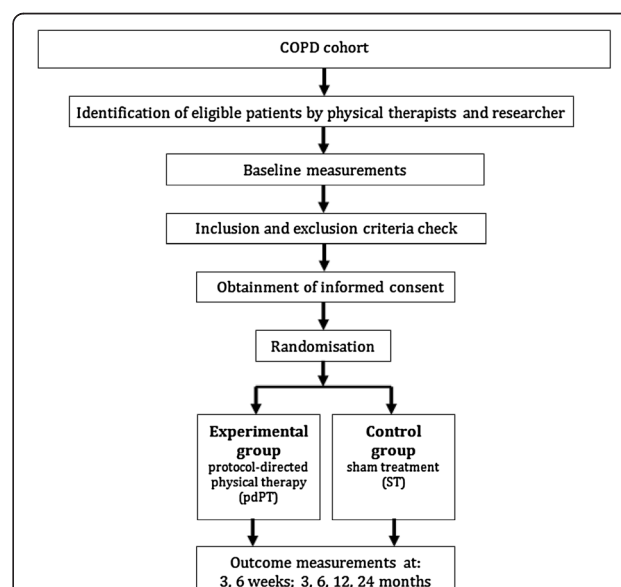 COPD cohort
Identification of eligible patients by physical therapists and researcher
Baseline measurements
Inclusion and exclusion criteria check
Obtainment of informed consent
Randomisation
Experimental
group
protocol-directed
physical therapy
(pdPT)
Control
group
sham treatment
(ST)
Outcome measurements at:
3, 6 weeks; 3, 6, 12, 24 months